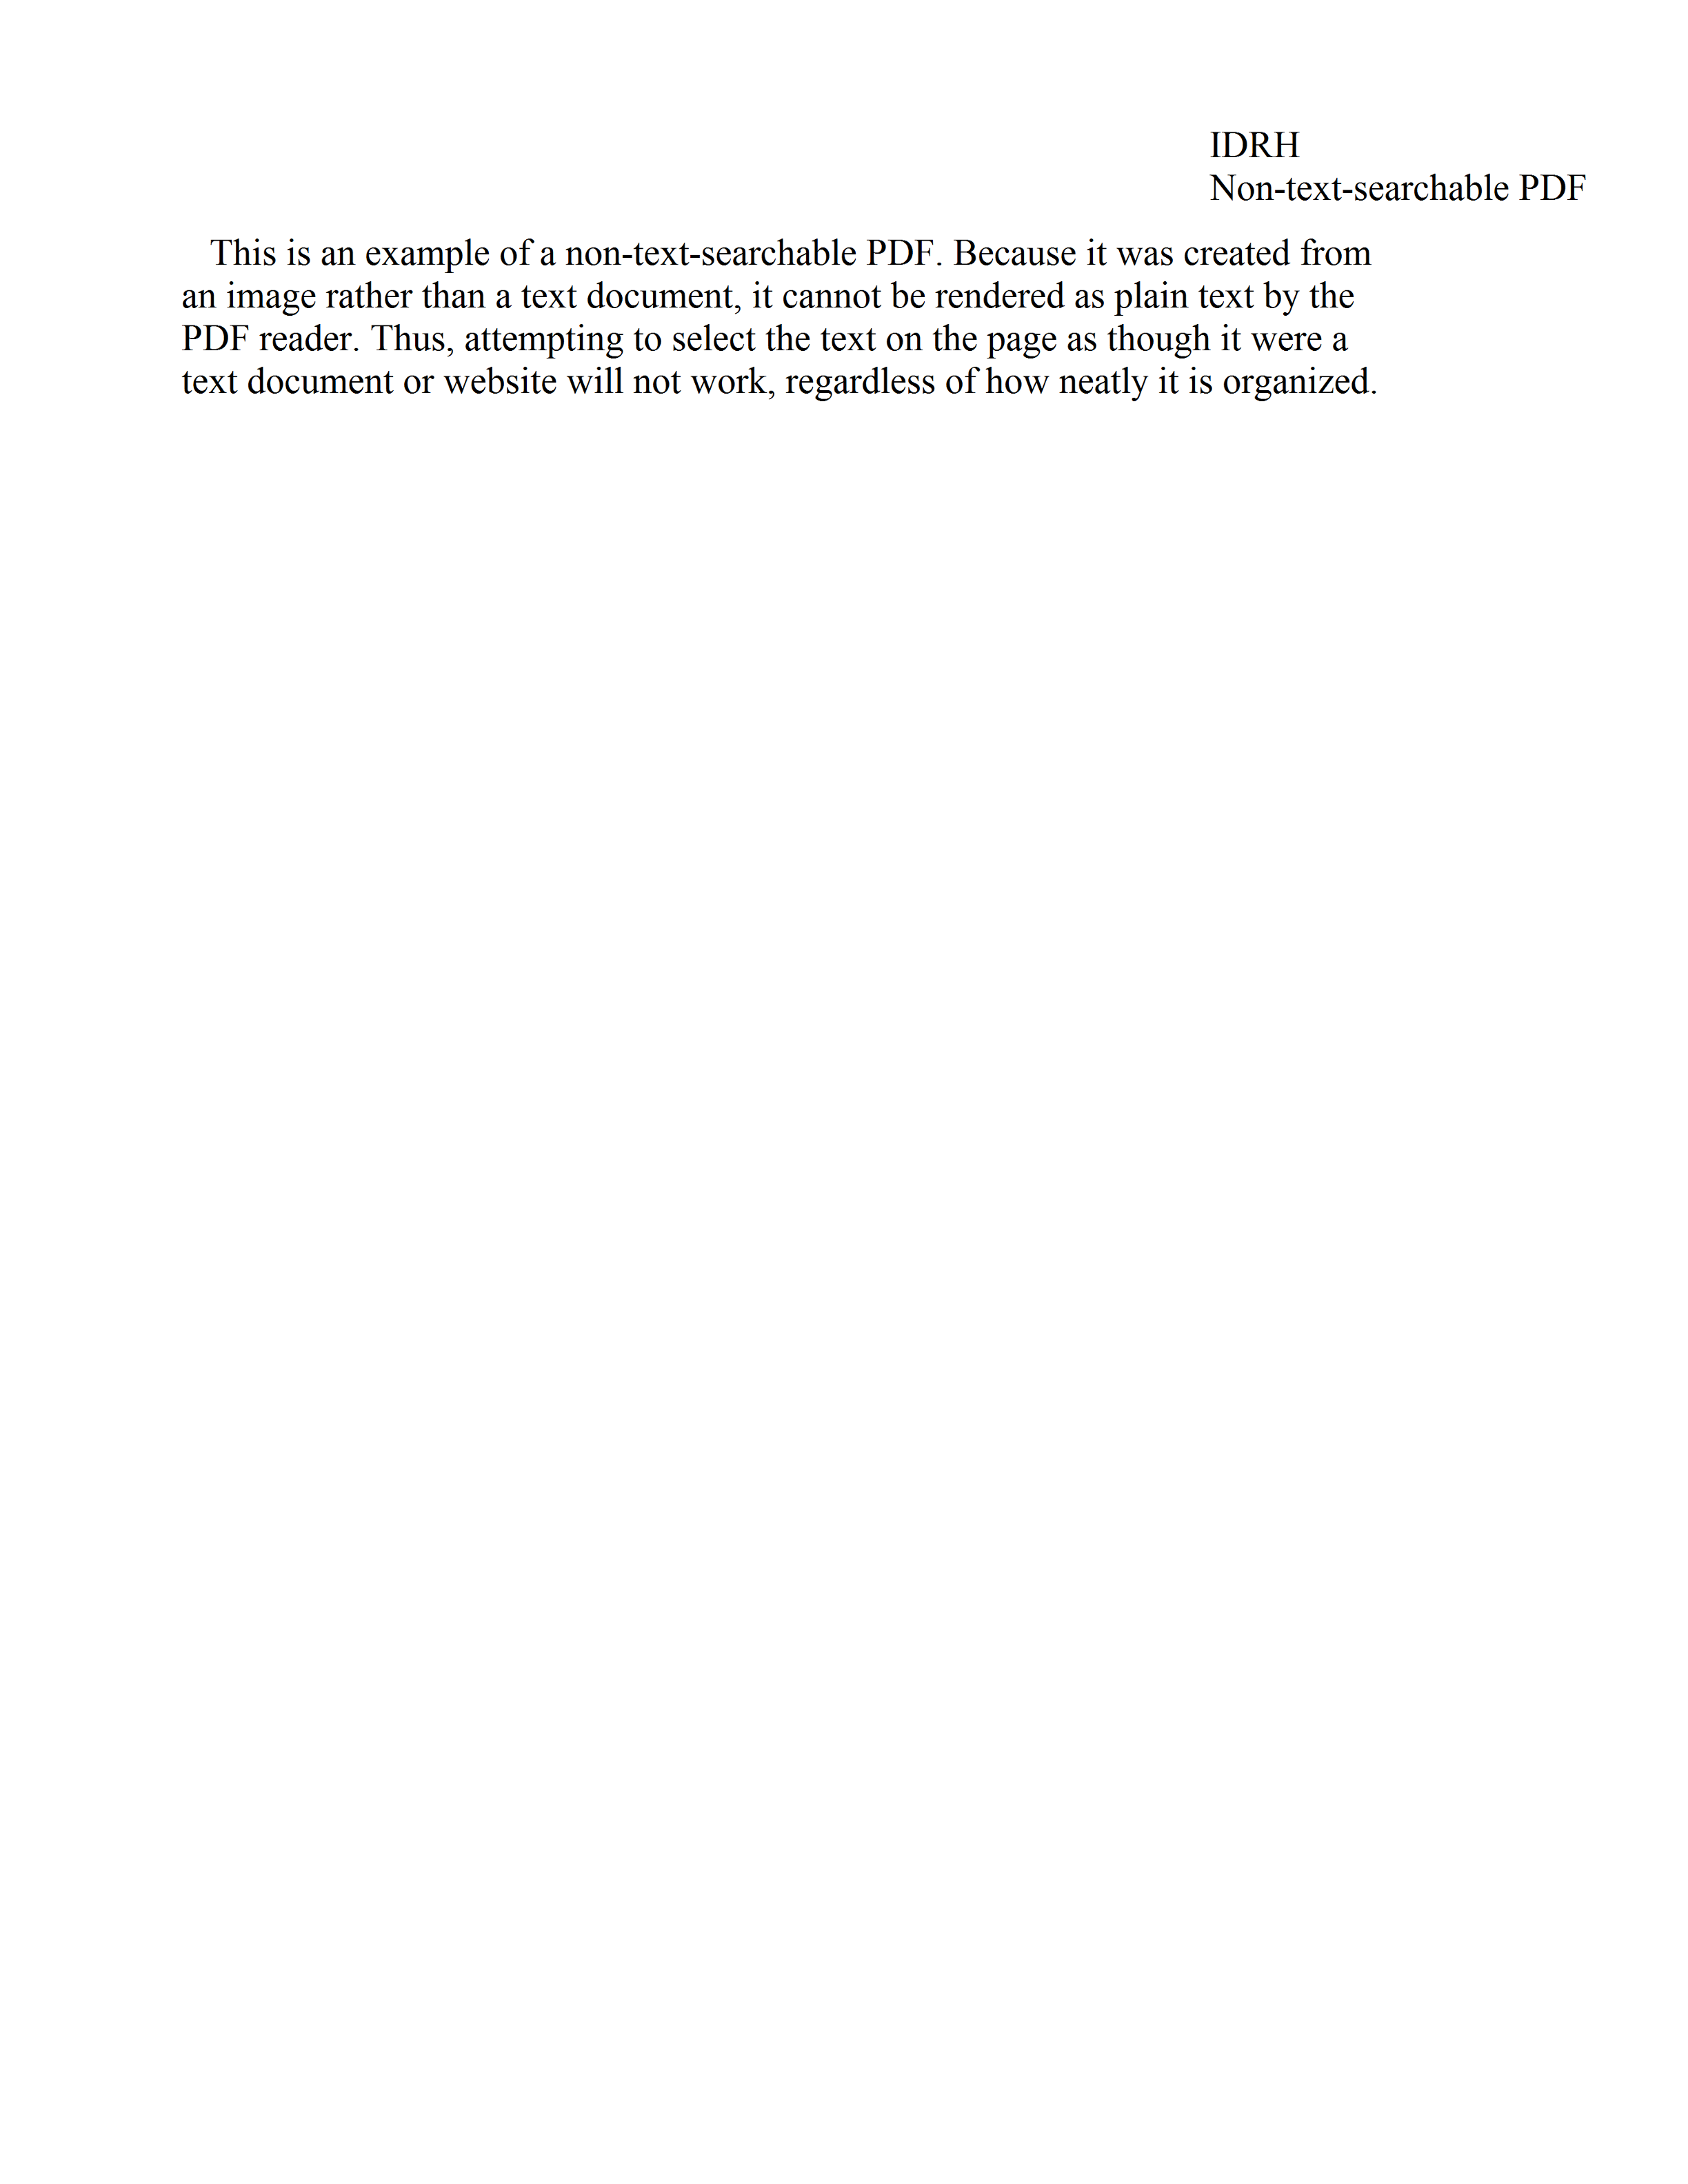 IDRH
Non-text-searchable PDF
This is an example of a non-text-searchable PDF. Because it was created from
an image rather than a text document, it cannot be rendered as plain text by the
PDF reader. Thus, attempting to select the text on the page as though it were a
text document or website will not work, regardless of how neatly it is organized.